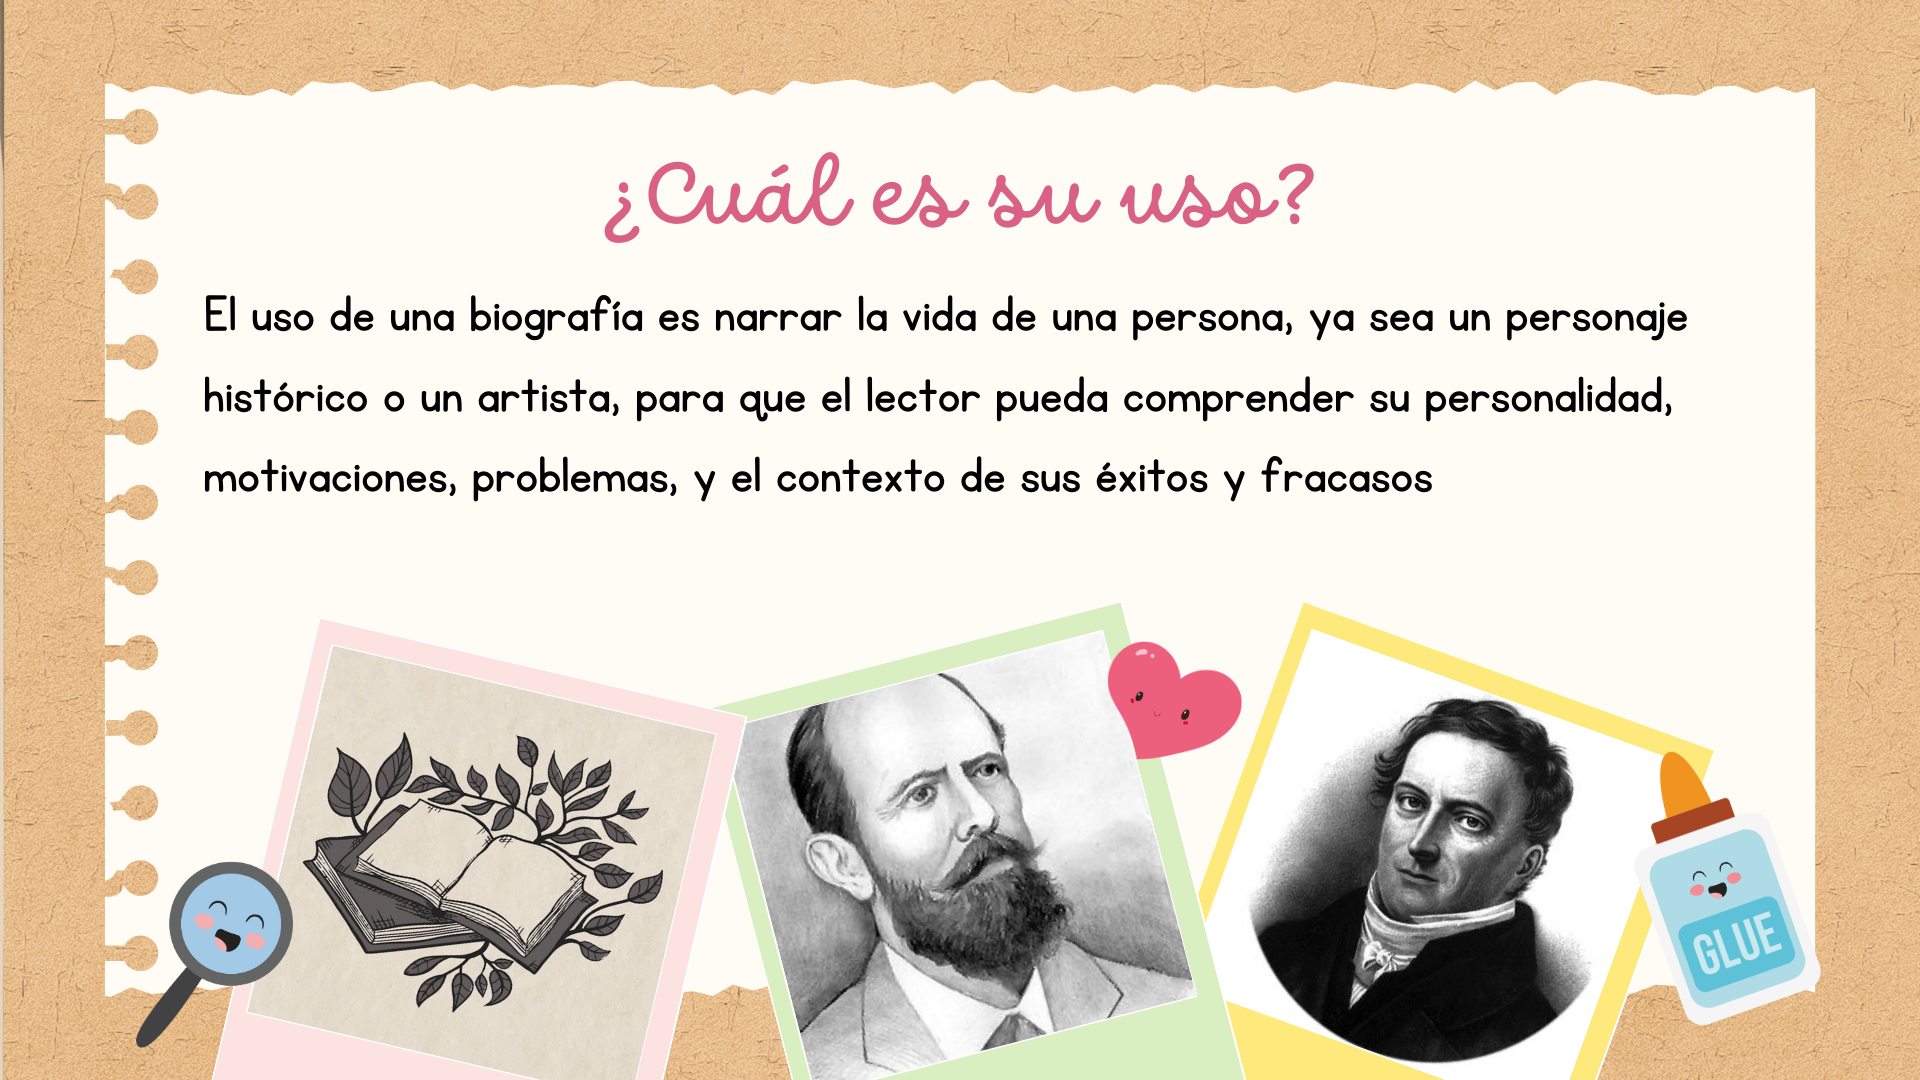 ¿Cuál es su uso?
El uso de una biografía es narrar la vida de una persona, ya sea un personaje
histórico o un artista, para que el lector pueda comprender su personalidad,
motivaciones, problemas, y el contexto de sus éxitos y fracasos
GLUE